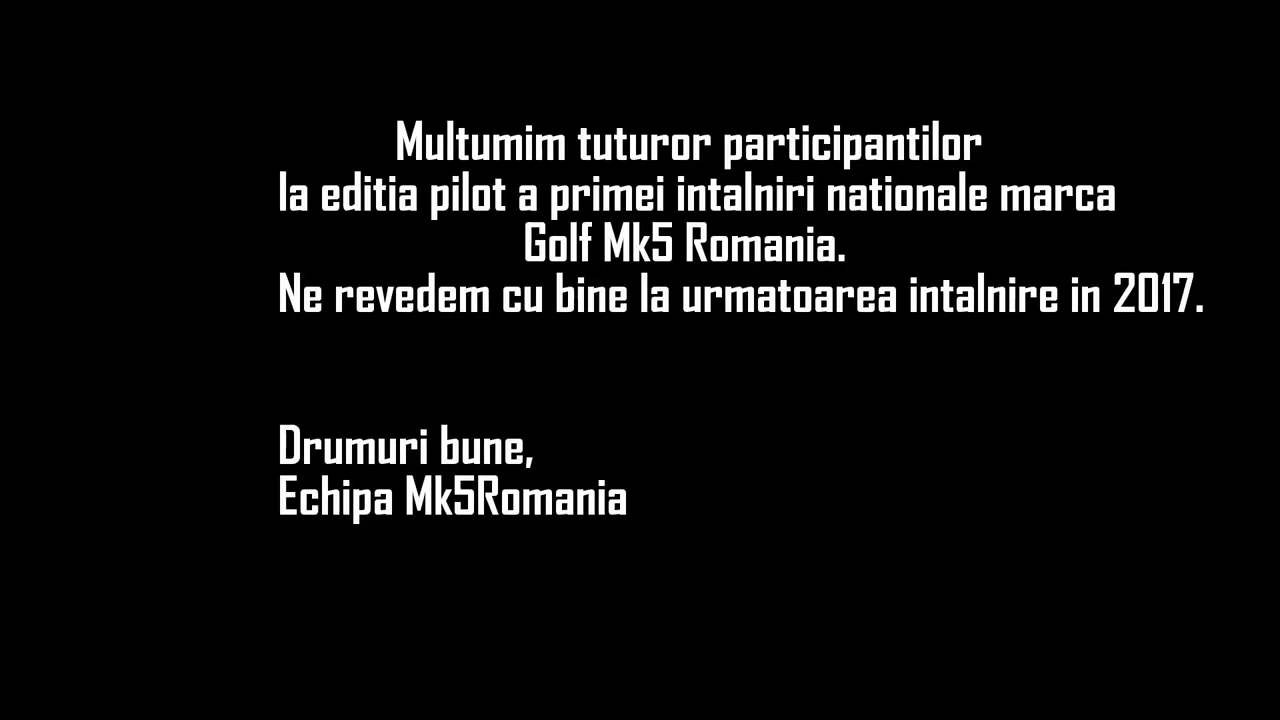 Multumim tuturor participantilor
la editia pilot a primei intalniri nationale marca
Golf Mk5 Romania.
Ne revedem cu bine la urmatoarea intalnire in 2017.
Drumuri bune,
Echipa Mk5Romania